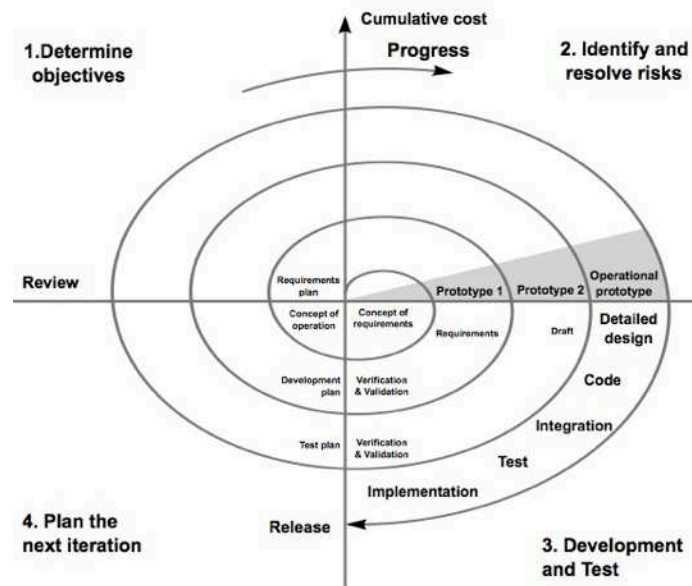 Cumulative cost
Progress
1.Determine
objectives
2. Identify and
resolve risks
Review
Requirements
plan
Prototype 1
Prototype 2
Operational
prototype
Concept of
operation
Concept of
requirements
Requirements
Draft
Detailed
design
Development
plan
Verification
& Validation
Code
Integration
Test plan
Verification
& Validation
Test
Implementation
4. Plan the
next iteration
Release
3. Development
and Test